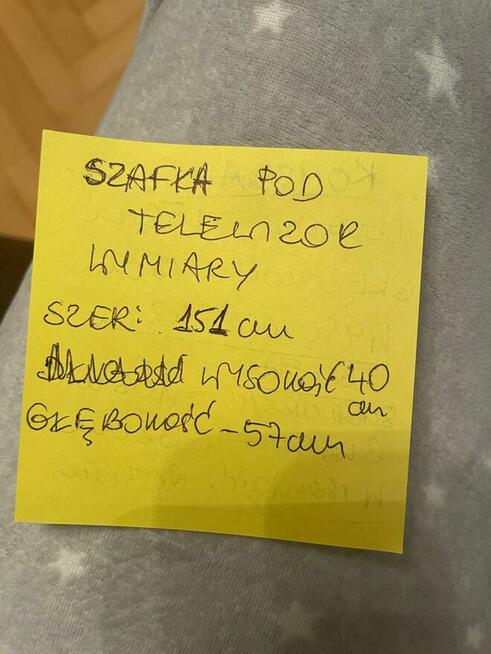 SZAFKA POD
TELEWIZOR
WYMIARY
SZER: 151 cm
WYSOKOŚĆ 40
cm
GŁĘBOKOŚĆ - 57 cm